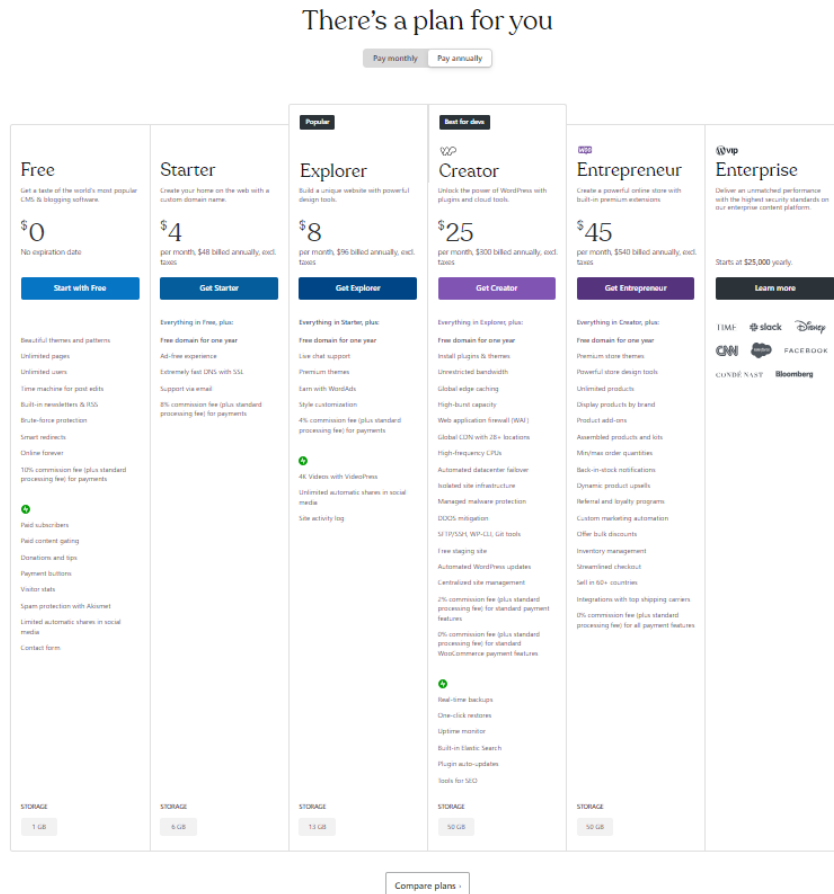 There's a plan for you
Pay monthly
Pay annually
Free
Get a taste of the world's most popular
CMS & blogging software.
$0
No expiration date
Start with Free
Beautiful themes and patterns
Unlimited pages
Unlimited users
Time machine for post edits
Built-in newsletters & RSS
Brute-force protection
Smart redirects
Online forever
10% commission fee (plus standard
processing fee) for payments
Paid subscribers
Paid content gating
Donations and tips
Payment buttons
Visitor stats
Spam protection with Akismet
Limited automatic shares in social
media
Contact form
STORAGE
1 GB
Starter
Create your home on the web with a
custom domain name.
$4
per month, $48 billed annually, excl.
taxes
Get Starter
Everything in Free, plus:
Free domain for one year
Ad-free experience
Extremely fast DNS with SSL
Support via email
8% commission fee (plus standard
processing fee) for payments
STORAGE
6 GB
Popular
Explorer
Build a unique website with powerful
design tools.
$8
per month, $96 billed annually, excl.
taxes
Get Explorer
Everything in Starter, plus:
Free domain for one year
Live chat support
Premium themes
Earn with WordAds
Style customization
4% commission fee (plus standard
processing fee) for payments
4K Videos with VideoPress
Unlimited automatic shares in social
media
Site activity log
STORAGE
13 GB
Best for devs
Creator
Unlock the power of WordPress with
plugins and cloud tools.
$25
per month, $300 billed annually, excl.
taxes
Get Creator
Everything in Explorer, plus:
Free domain for one year
Install plugins & themes
Unrestricted bandwidth
Global edge caching
High-burst capacity
Web application firewall (WAF)
Global CDN with 28+ locations
High-frequency CPUs
Automated datacenter failover
Isolated site infrastructure
Managed malware protection
DDOS mitigation
SFTP/SSH, WP-CLI, Git tools
Free staging site
Automated WordPress updates
Centralized site management
2% commission fee (plus standard
processing fee) for standard payment
features
0% commission fee (plus standard
processing fee) for standard
WooCommerce payment features
Real-time backups
One-click restores
Uptime monitor
Built-in Elastic Search
Plugin auto-updates
Tools for SEO
STORAGE
50 GB
Woo
Entrepreneur
Create a powerful online store with
built-in premium extensions
$45
per month, $540 billed annually, excl.
taxes
Get Entrepreneur
Everything in Creator, plus:
Free domain for one year
Premium store themes
Powerful store design tools
Unlimited products
Display products by brand
Product add-ons
Assembled products and kits
Min/max order quantities
Back-in-stock notifications
Dynamic product upsells
Referral and loyalty programs
Custom marketing automation
Offer bulk discounts
Inventory management
Streamlined checkout
Sell in 60+ countries
Integrations with top shipping carriers
0% commission fee (plus standard
processing fee) for all payment features
STORAGE
50 GB
vip
Enterprise
Deliver an unmatched performance
with the highest security standards on
our enterprise content platform.
Starts at $25,000 yearly.
Learn more
TIME slack Disney
CNN salesforce FACEBOOK
CONDÉ NAST Bloomberg
Compare plans ›